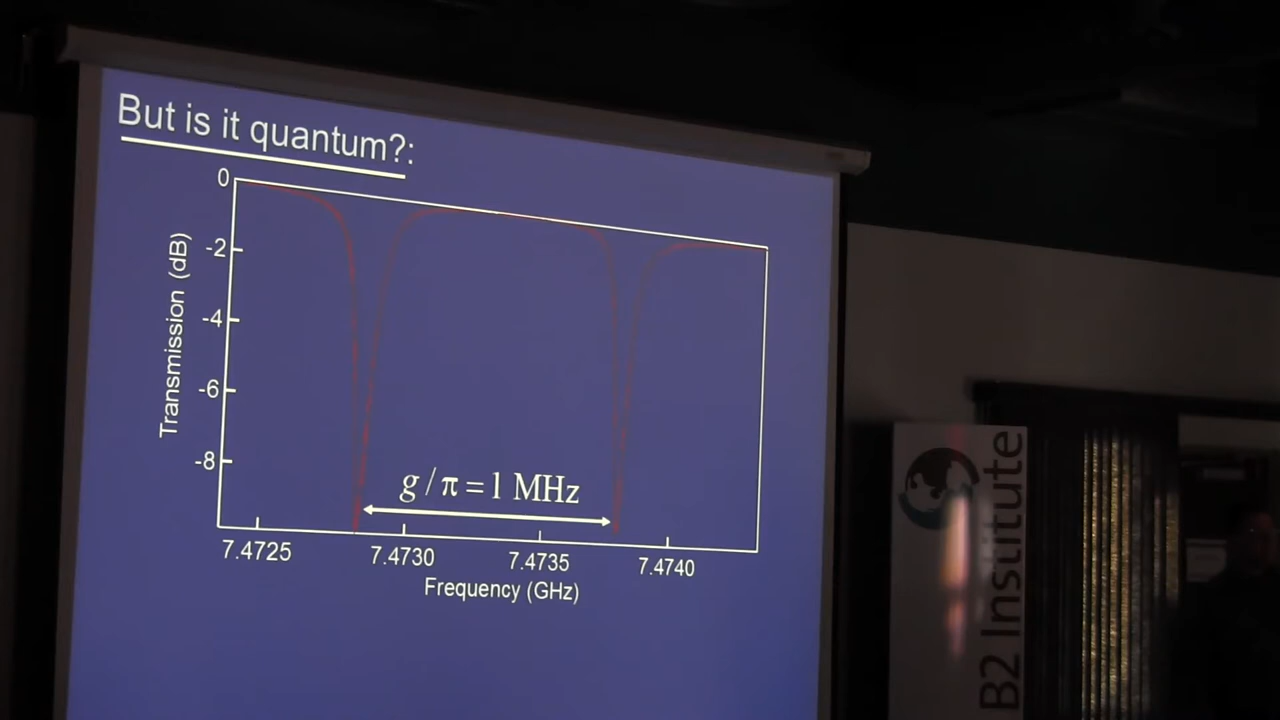 But is it quantum?:
0
-2
-4
-6
-8
Transmission (dB)
g/π=1 MHz
7.4725
7.4730
7.4735
7.4740
Frequency (GHz)
B2 Institute